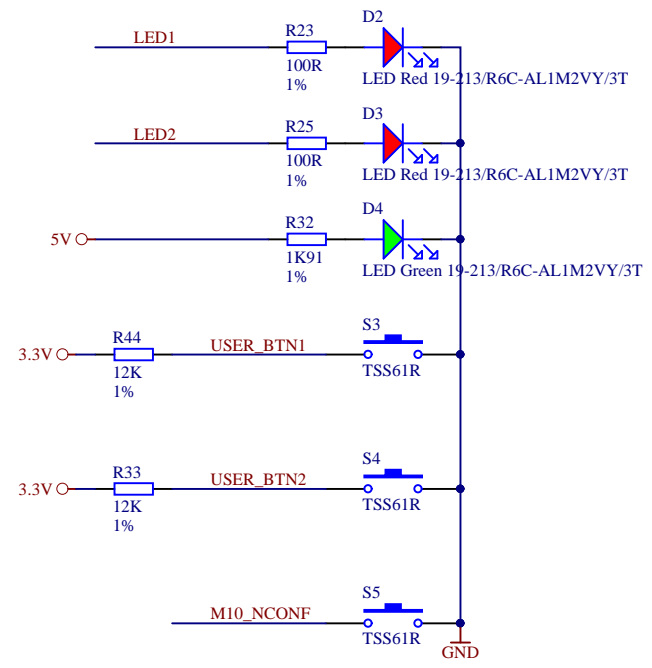 D2
LED1
R23
100R
1%
LED Red 19-213/R6C-AL1M2VY/3T
D3
LED2
R25
100R
1%
LED Red 19-213/R6C-AL1M2VY/3T
D4
5V
R32
1K91
1%
LED Green 19-213/R6C-AL1M2VY/3T
S3
R44
USER_BTN1
3.3V
12K
1%
TSS61R
S4
R33
USER_BTN2
3.3V
12K
1%
TSS61R
S5
M10_NCONF
TSS61R
GND